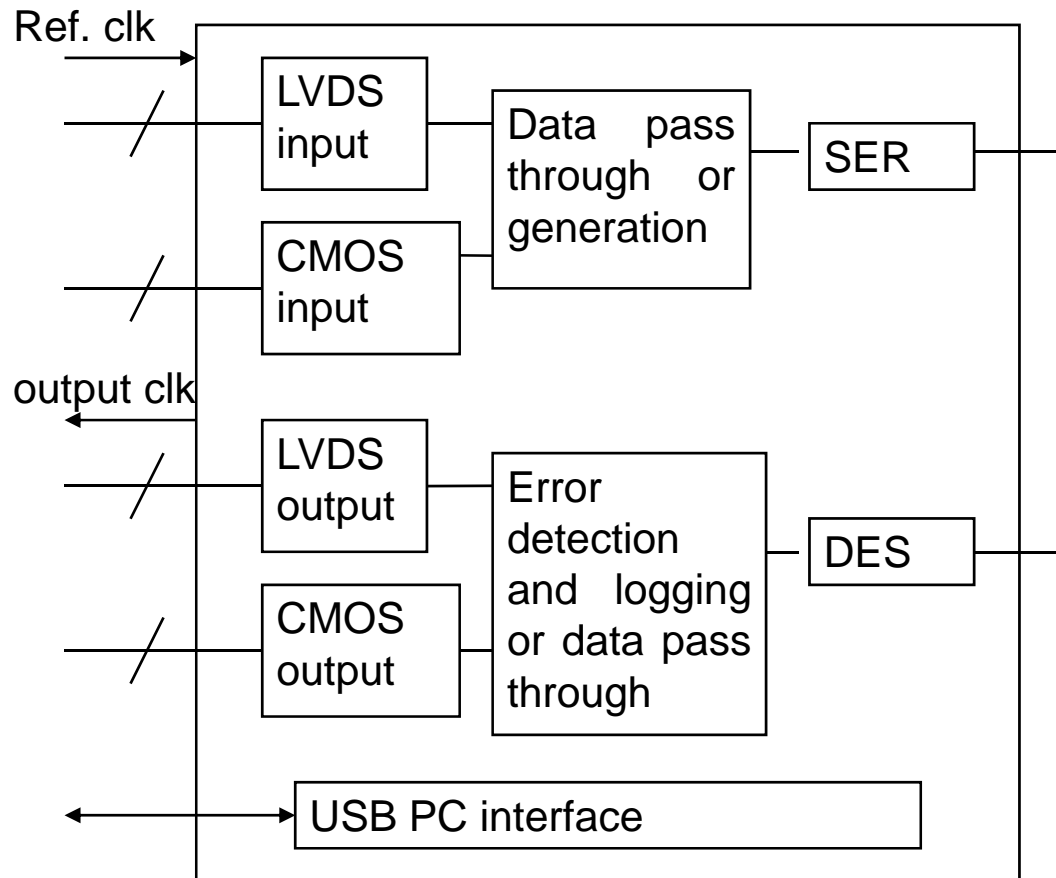 Ref. clk
LVDS
input
Data pass
through or
generation
SER
CMOS
input
output clk
LVDS
output
Error
detection
and logging
or data pass
through
DES
CMOS
output
USB PC interface